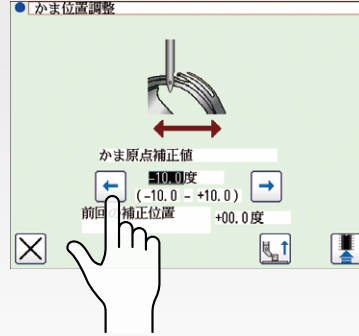 かま位置調整
かま原点補正値
-10.0度
(-10.0 - +10.0)
前回の補正位置 +00.0度